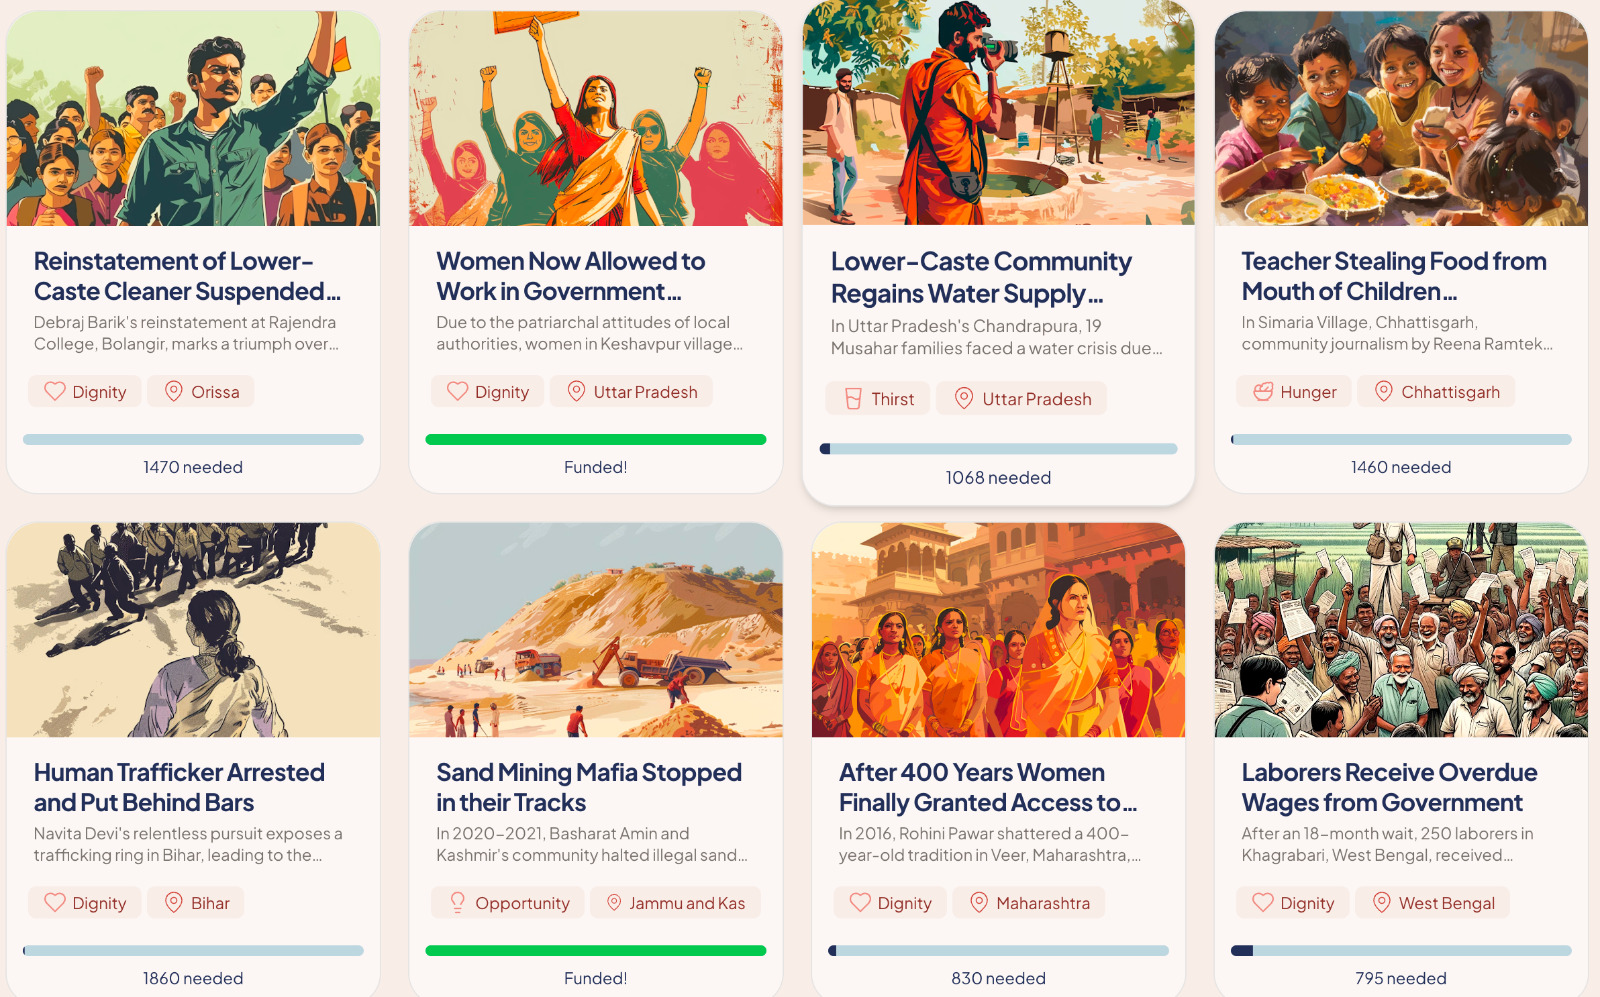 Reinstatement of Lower-
Caste Cleaner Suspended...
Debraj Barik's reinstatement at Rajendra
College, Bolangir, marks a triumph over...
Dignity
Orissa
1470 needed
Women Now Allowed to
Work in Government...
Due to the patriarchal attitudes of local
authorities, women in Keshavpur village...
Dignity
Uttar Pradesh
Funded!
Lower-Caste Community
Regains Water Supply...
In Uttar Pradesh's Chandrapura, 19
Musahar families faced a water crisis due...
Thirst
Uttar Pradesh
1068 needed
Teacher Stealing Food from
Mouth of Children...
In Simaria Village, Chhattisgarh,
community journalism by Reena Ramtek...
Hunger
Chhattisgarh
1460 needed
Human Trafficker Arrested
and Put Behind Bars
Navita Devi's relentless pursuit exposes a
trafficking ring in Bihar, leading to the...
Dignity
Bihar
1860 needed
Sand Mining Mafia Stopped
in their Tracks
In 2020-2021, Basharat Amin and
Kashmir's community halted illegal sand...
Opportunity
Jammu and Kas
Funded!
After 400 Years Women
Finally Granted Access to...
In 2016, Rohini Pawar shattered a 400-
year-old tradition in Veer, Maharashtra,...
Dignity
Maharashtra
830 needed
Laborers Receive Overdue
Wages from Government
After an 18-month wait, 250 laborers in
Khagrabari, West Bengal, received...
Dignity
West Bengal
795 needed